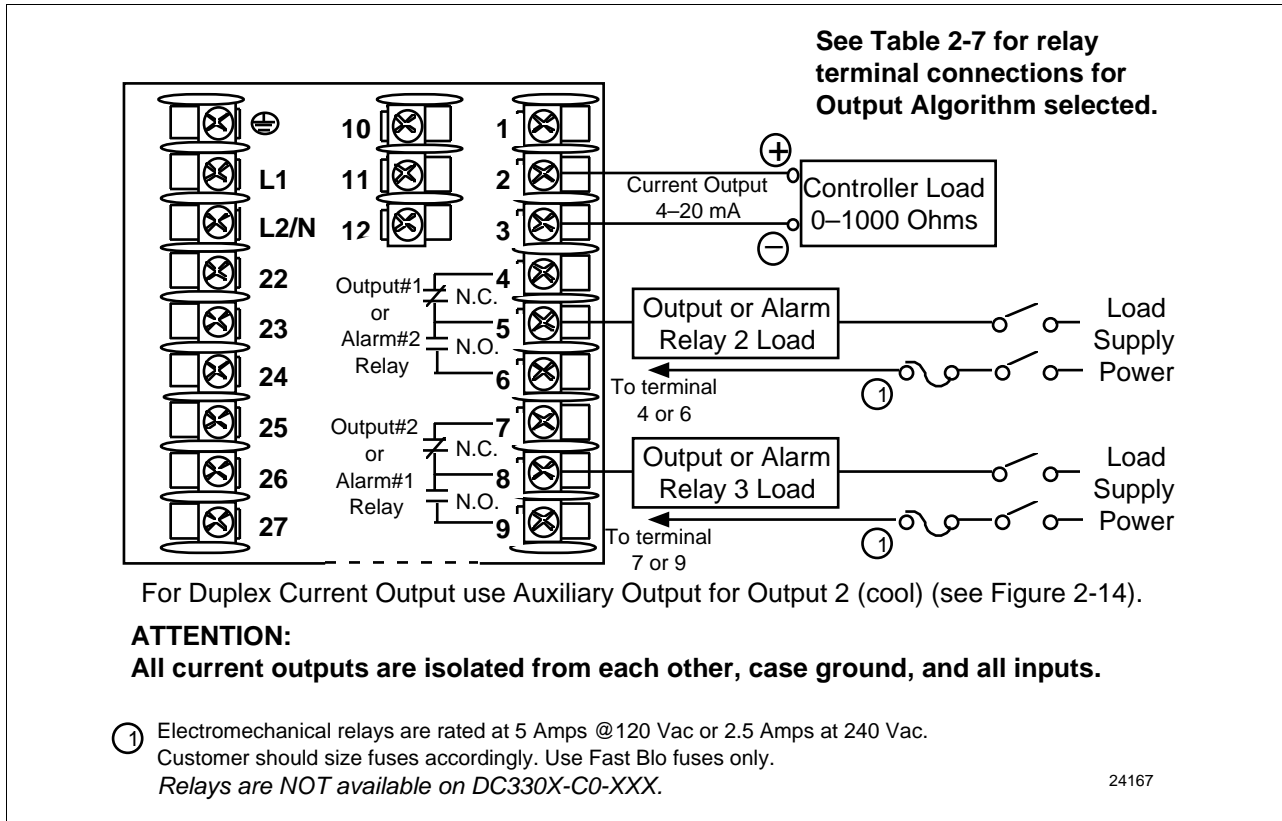 See Table 2-7 for relay
terminal connections for
Output Algorithm selected.
10
1
L1
11
2
L2/N
12
3
22
4
23
5
24
6
25
7
26
8
27
9
Output#1
or
Alarm#2
Relay
N.C.
N.O.
Output#2
or
Alarm#1
Relay
N.C.
N.O.
+
Current Output
4–20 mA
–
Controller Load
0–1000 Ohms
Output or Alarm
Relay 2 Load
Load
Supply
Power
To terminal
4 or 6
1
Output or Alarm
Relay 3 Load
Load
Supply
Power
To terminal
7 or 9
1
For Duplex Current Output use Auxiliary Output for Output 2 (cool) (see Figure 2-14).
ATTENTION:
All current outputs are isolated from each other, case ground, and all inputs.
1 Electromechanical relays are rated at 5 Amps @120 Vac or 2.5 Amps at 240 Vac.
Customer should size fuses accordingly. Use Fast Blo fuses only.
Relays are NOT available on DC330X-C0-XXX.
24167